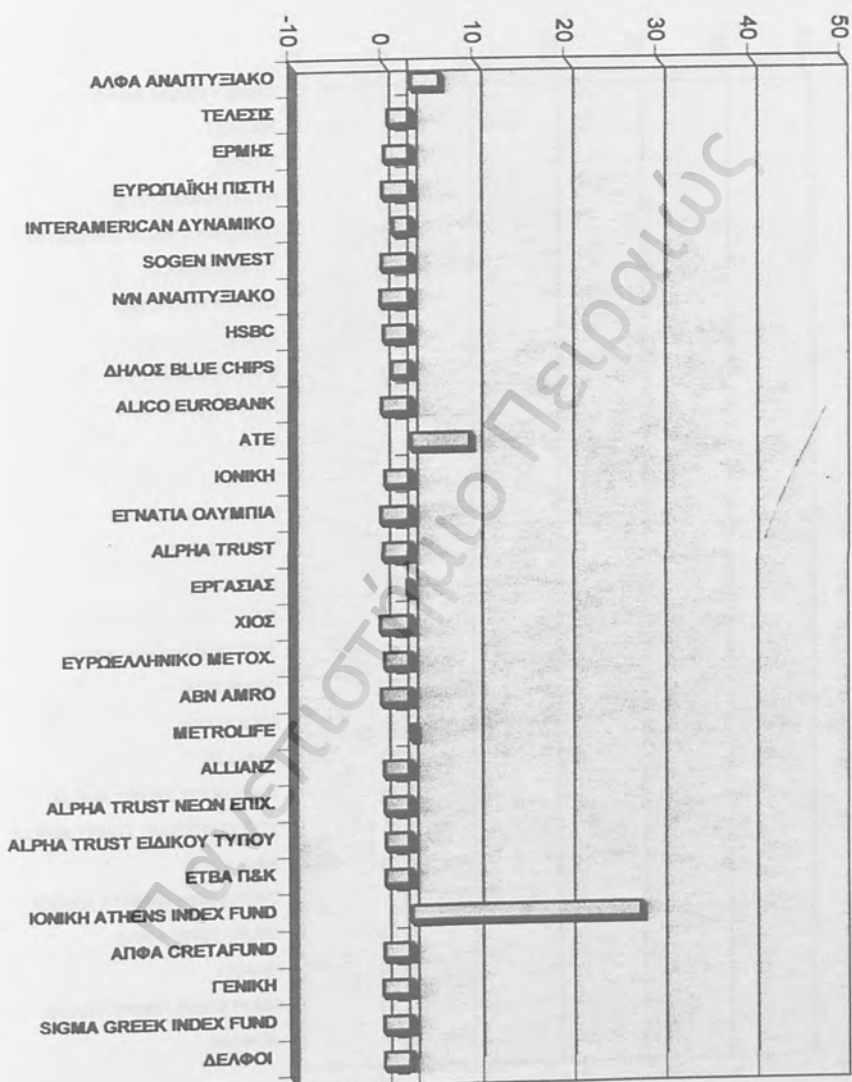 -10
0
10
20
30
40
50
ΑΛΦΑ ΑΝΑΠΤΥΞΙΑΚΟ
ΤΕΛΕΣΙΣ
ΕΡΜΗΣ
ΕΥΡΩΠΑΪΚΗ ΠΙΣΤΗ
INTERAMERICAN ΔΥΝΑΜΙΚΟ
SOGEN INVEST
N/N ΑΝΑΠΤΥΞΙΑΚΟ
HSBC
ΔΗΛΟΣ BLUE CHIPS
ALICO EUROBANK
ΑΤΕ
ΙΟΝΙΚΗ
ΕΓΝΑΤΙΑ ΟΛΥΜΠΙΑ
ALPHA TRUST
ΕΡΓΑΣΙΑΣ
ΧΙΟΣ
ΕΥΡΩΕΛΛΗΝΙΚΟ ΜΕΤΟΧ.
ABN AMRO
METROLIFE
ALLIANZ
ALPHA TRUST ΝΕΩΝ ΕΠΙΧ.
ALPHA TRUST ΕΙΔΙΚΟΥ ΤΥΠΟΥ
ΕΤΒΑ Π&Κ
ΙΟΝΙΚΗ ATHENS INDEX FUND
ΑΠΦΑ CRETAFUND
ΓΕΝΙΚΗ
SIGMA GREEK INDEX FUND
ΔΕΛΦΟΙ
Πανεπιστήμιο Πειραιώς